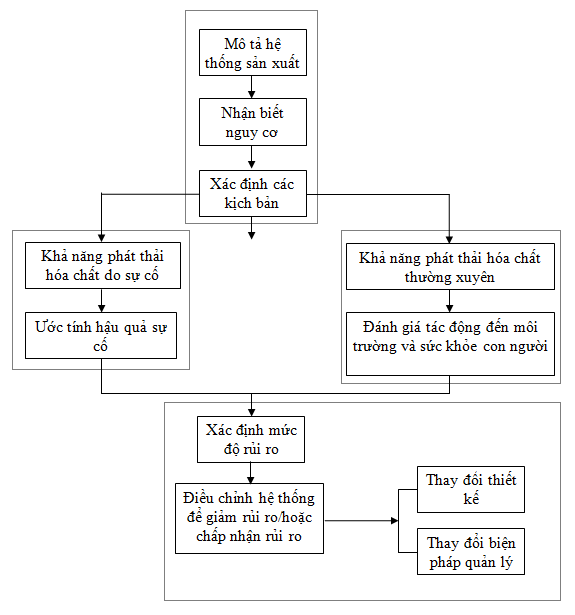 Mô tả hệ
thống sản xuất
Nhận biết
nguy cơ
Xác định các
kịch bản
Khả năng phát thải
hóa chất do sự cố
Ước tính hậu quả sự
cố
Khả năng phát thải hóa chất
thường xuyên
Đánh giá tác động đến môi
trường và sức khỏe con người
Xác định mức
độ rủi ro
Điều chỉnh hệ thống
để giảm rủi ro/hoặc
chấp nhận rủi ro
Thay đổi thiết
kế
Thay đổi biện
pháp quản lý